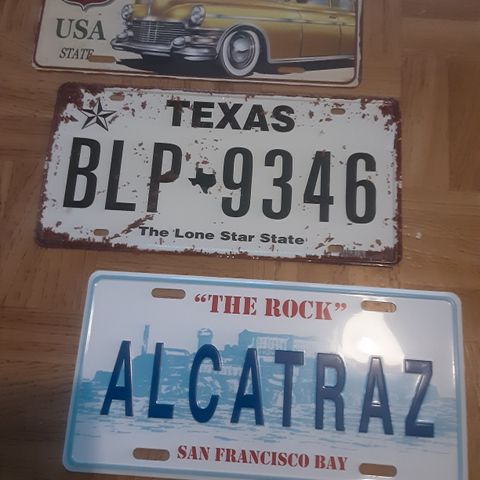 USA
STATE
TEXAS
BLP 9346
The Lone Star State
"THE ROCK"
ALCATRAZ
SAN FRANCISCO BAY